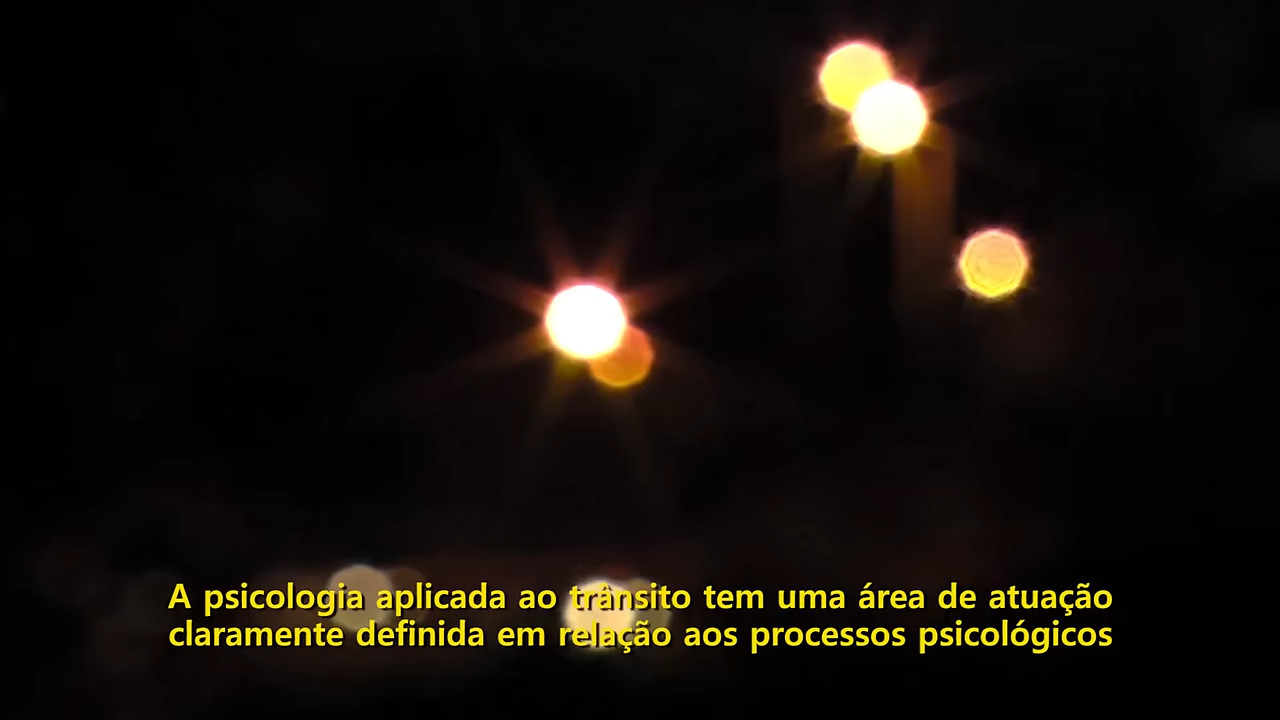 A psicologia aplicada ao trânsito tem uma área de atuação
claramente definida em relação aos processos psicológicos